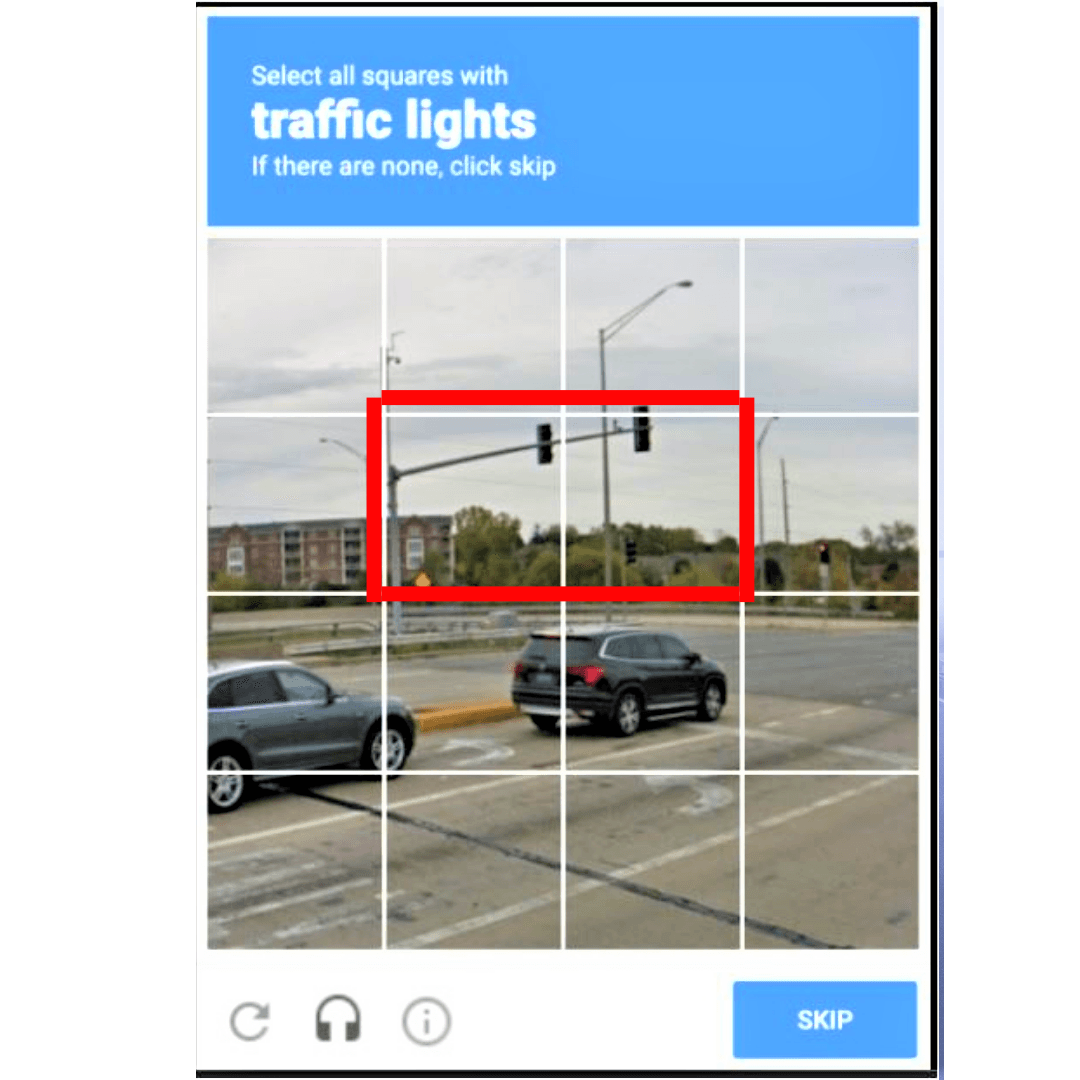 Select all squares with
traffic lights
If there are none, click skip
SKIP